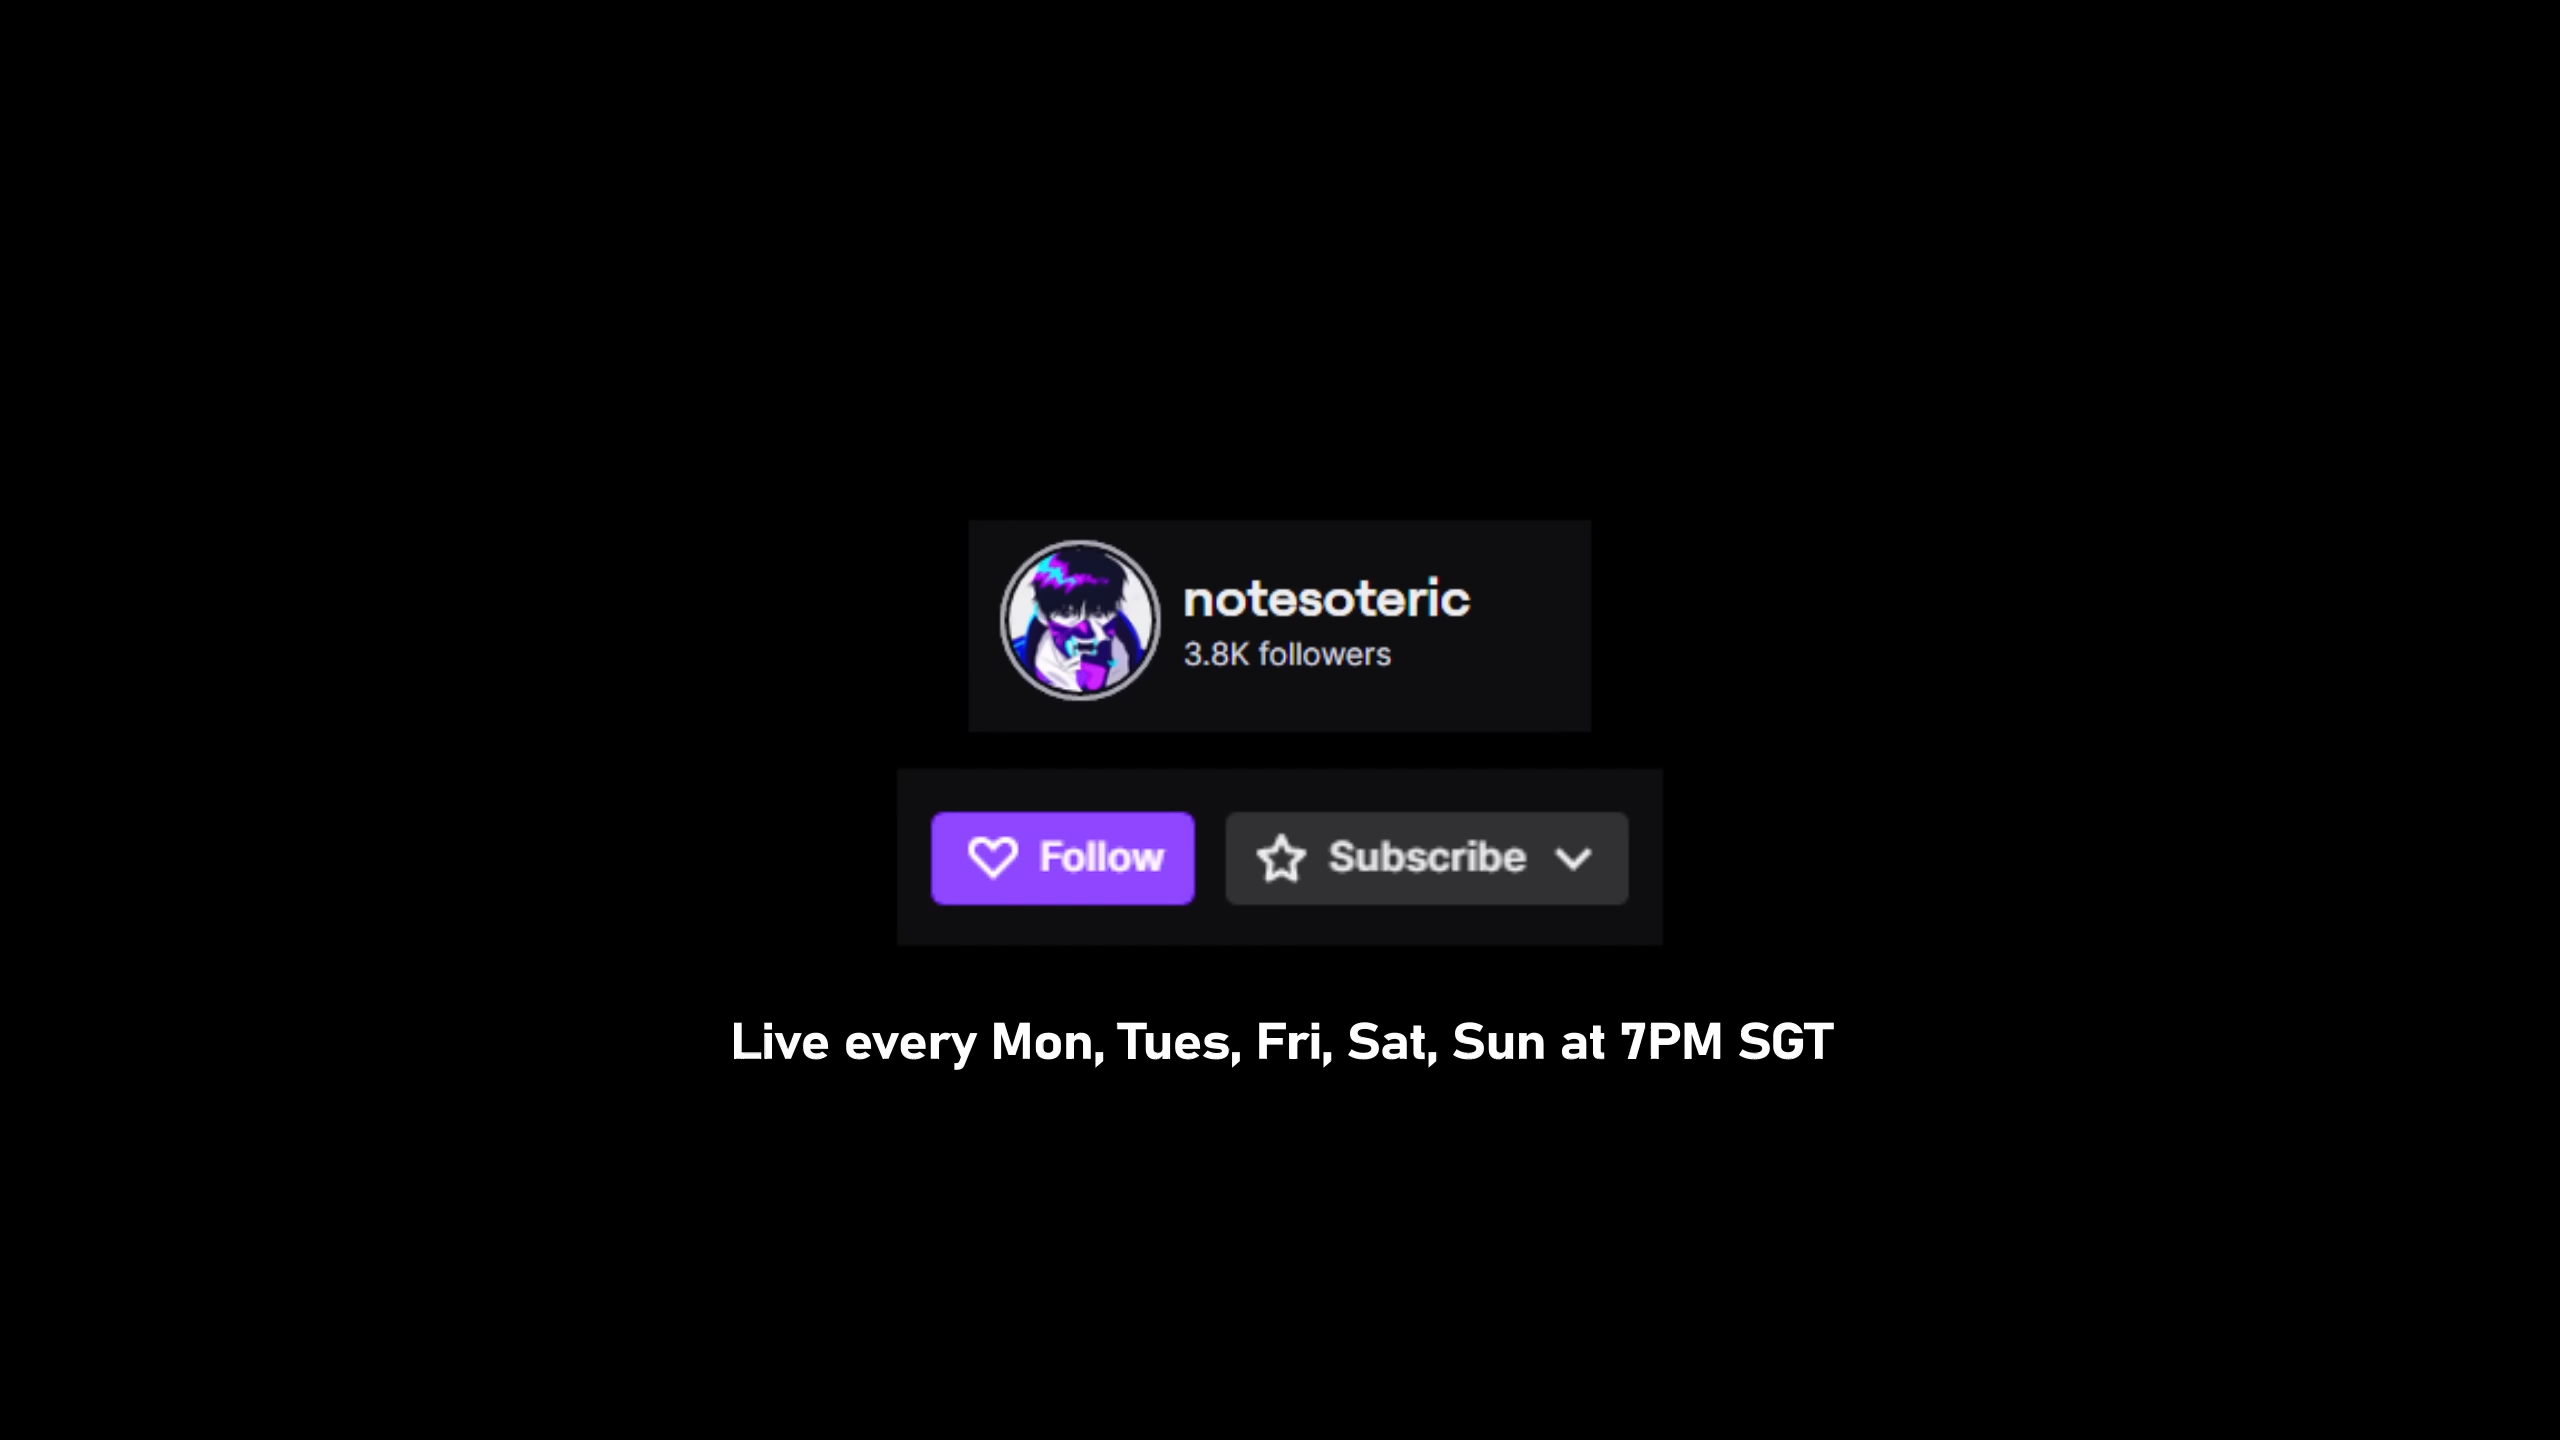 notesoteric
3.8K followers
Follow
Subscribe
Live every Mon, Tues, Fri, Sat, Sun at 7PM SGT